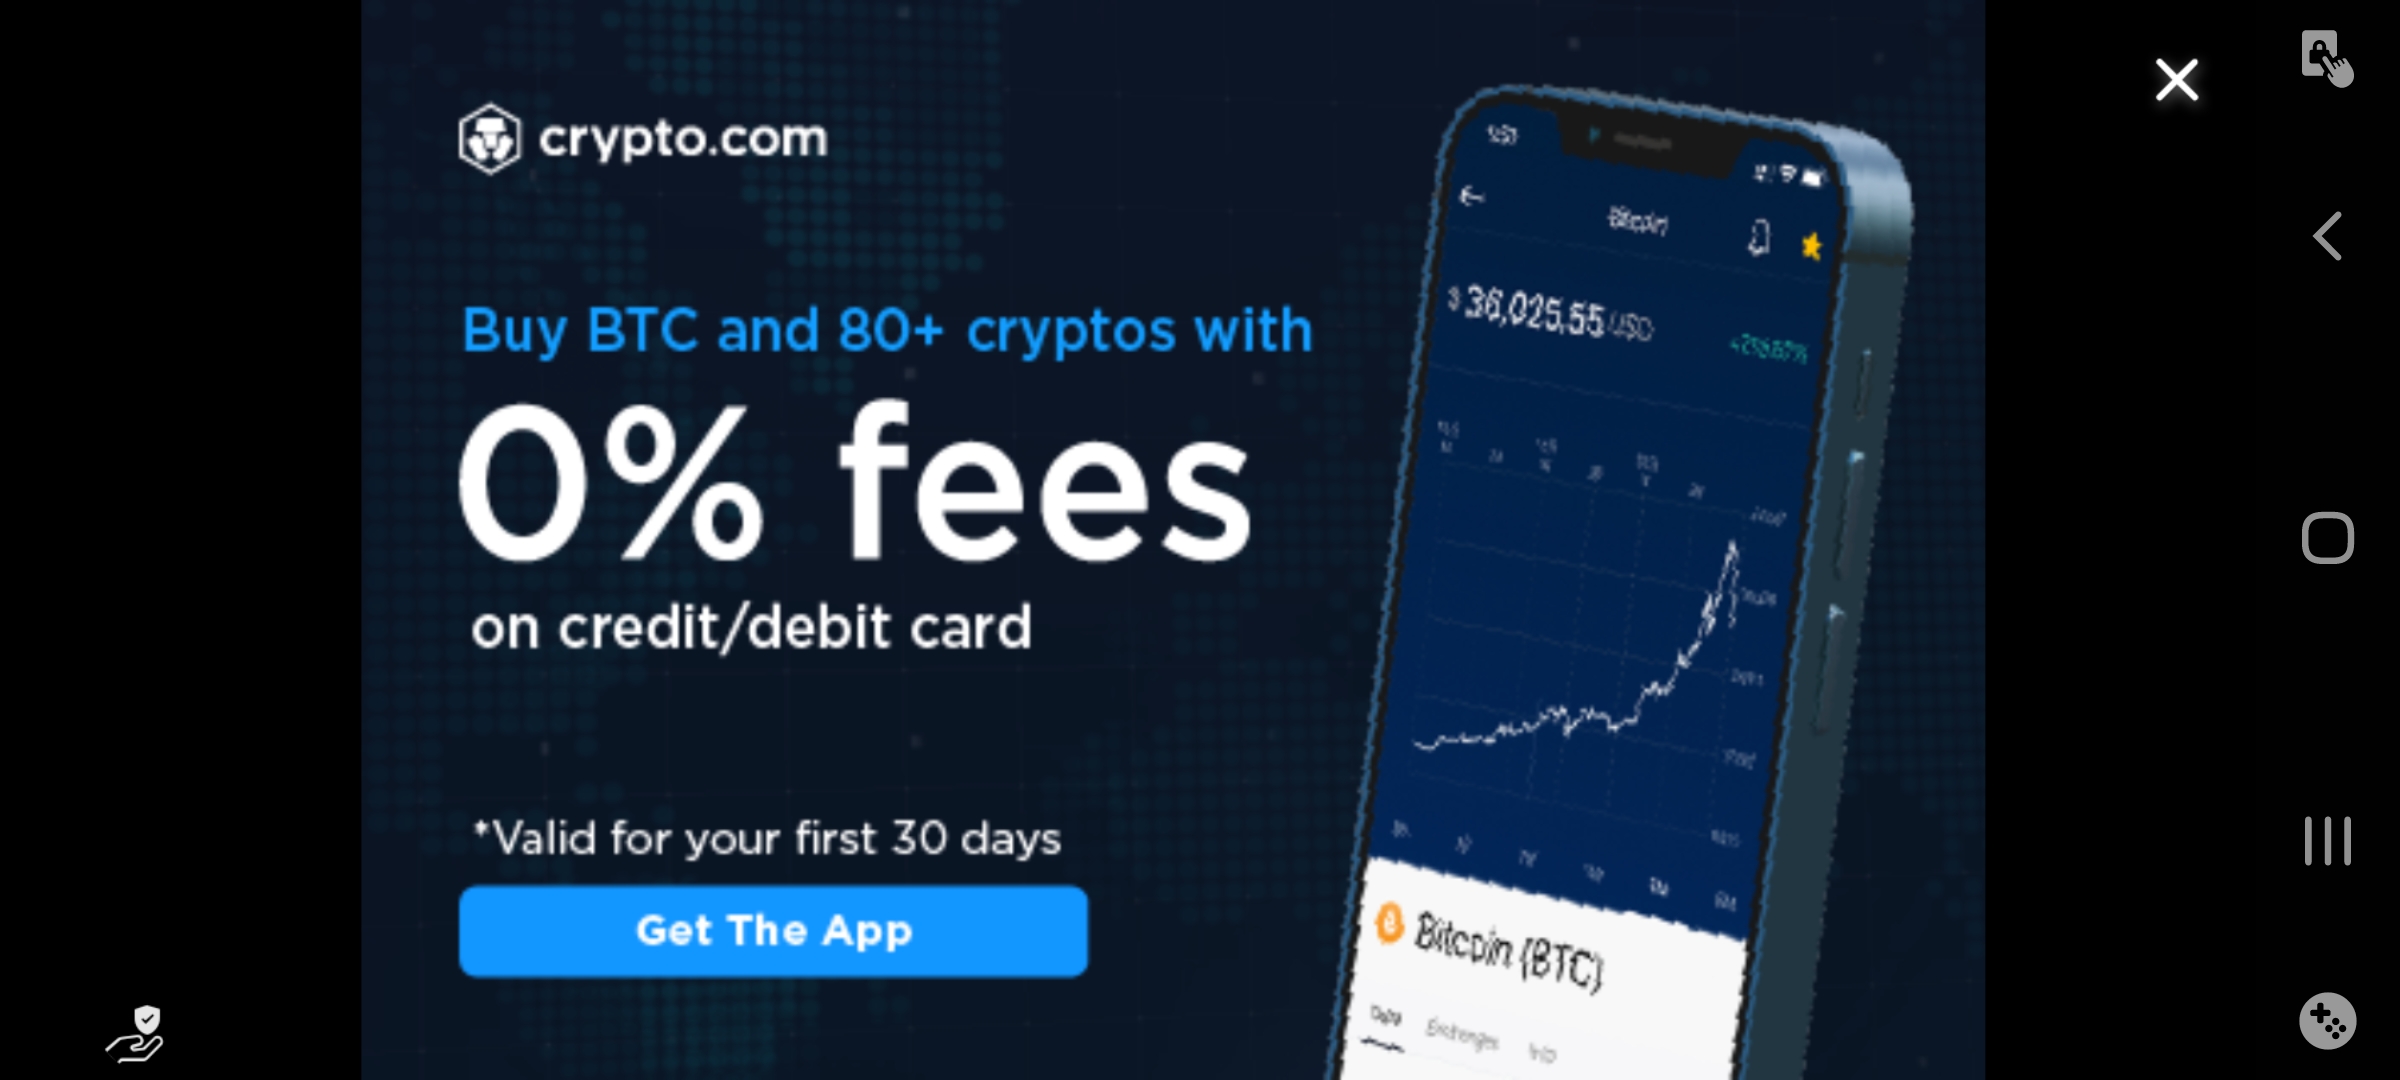 crypto.com
Buy BTC and 80+ cryptos with
0% fees
on credit/debit card
*Valid for your first 30 days
Get The App
Bitcoin
$ 36,025.55 USD
Bitcoin (BTC)
Exchanges